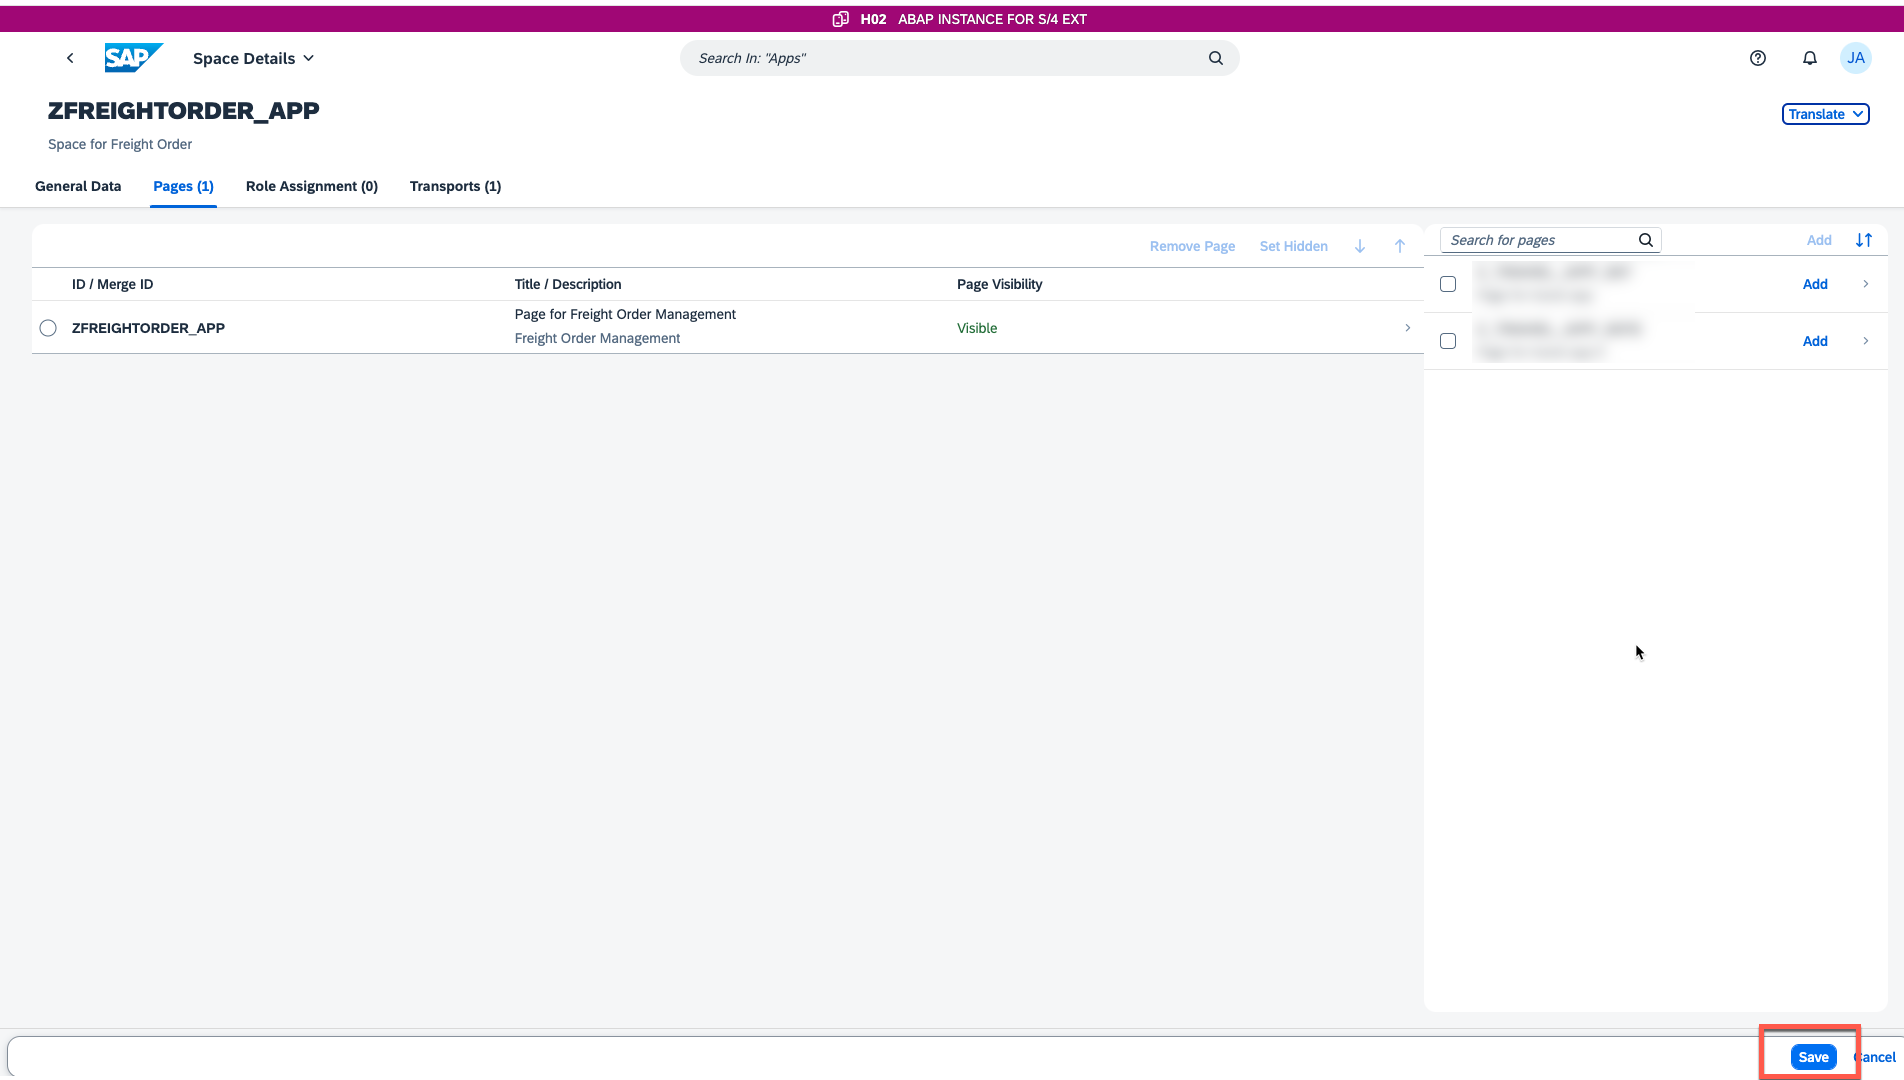 H02 ABAP INSTANCE FOR S/4 EXT
SAP Space Details
Search In: "Apps"
JA
ZFREIGHTORDER_APP
Translate
Space for Freight Order
General Data Pages (1) Role Assignment (0) Transports (1)
Remove Page Set Hidden
Search for pages Add
ID / Merge ID Title / Description Page Visibility
Add
ZFREIGHTORDER_APP Page for Freight Order Management Visible
Freight Order Management
Add
Save Cancel